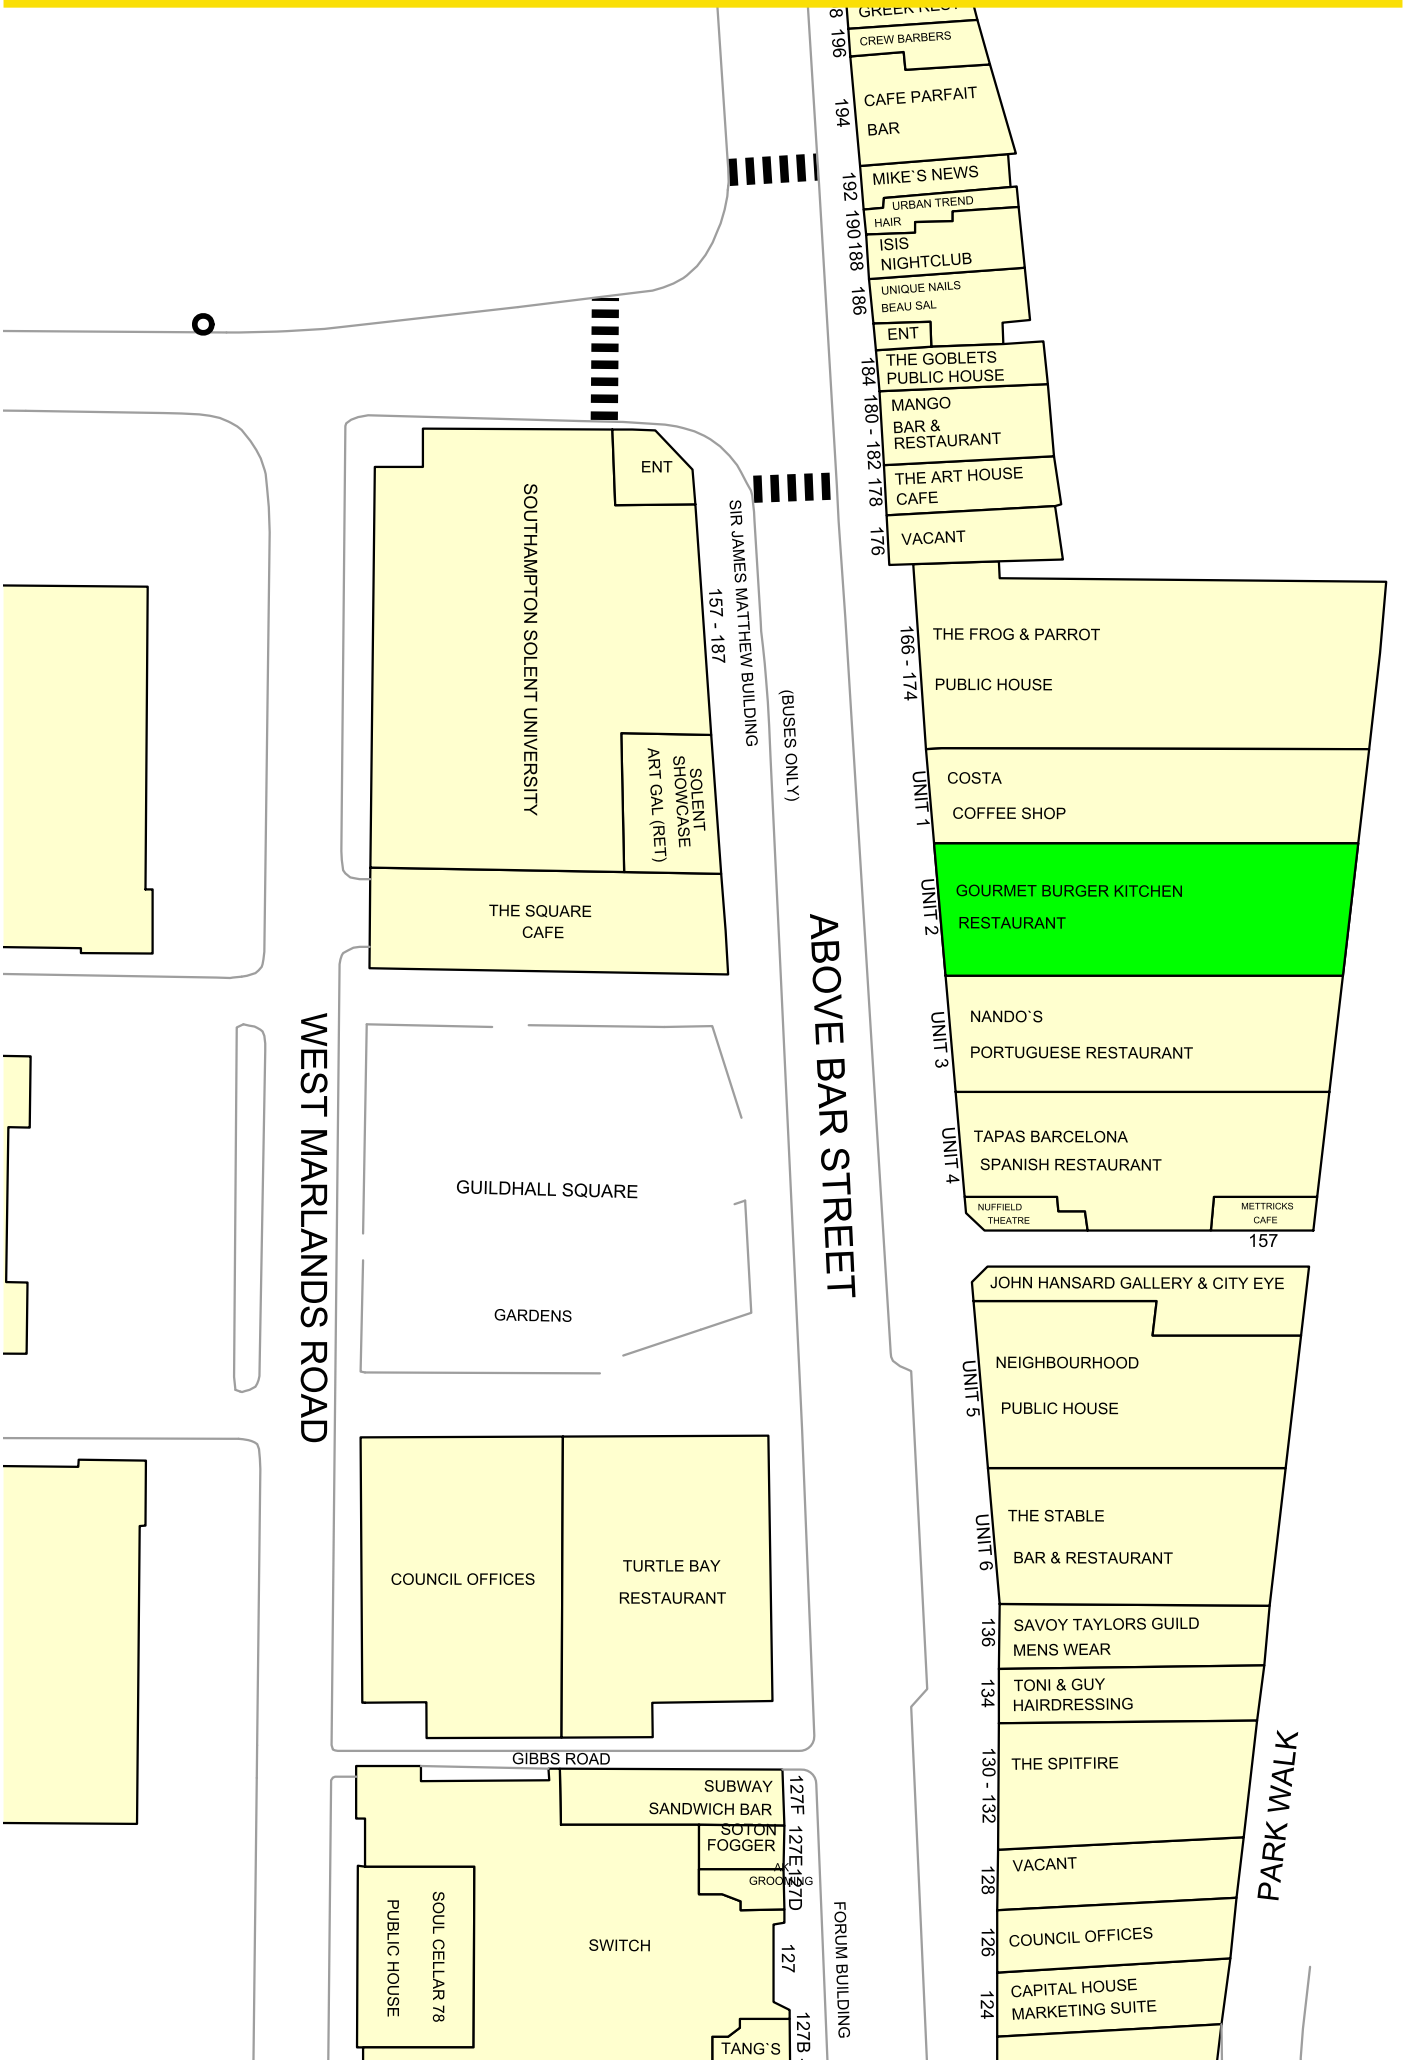 8
GREEK REST
196
CREW BARBERS
194
CAFE PARFAIT
BAR
192
MIKE`S NEWS
190
URBAN TREND
HAIR
188
ISIS
NIGHTCLUB
186
UNIQUE NAILS
BEAU SAL
ENT
184
THE GOBLETS
PUBLIC HOUSE
180 - 182
MANGO
BAR &
RESTAURANT
178
THE ART HOUSE
CAFE
176
VACANT
166 - 174
THE FROG & PARROT
PUBLIC HOUSE
UNIT 1
COSTA
COFFEE SHOP
UNIT 2
GOURMET BURGER KITCHEN
RESTAURANT
UNIT 3
NANDO`S
PORTUGUESE RESTAURANT
UNIT 4
TAPAS BARCELONA
SPANISH RESTAURANT
NUFFIELD
THEATRE
METTRICKS
CAFE
157
JOHN HANSARD GALLERY & CITY EYE
UNIT 5
NEIGHBOURHOOD
PUBLIC HOUSE
UNIT 6
THE STABLE
BAR & RESTAURANT
136
SAVOY TAYLORS GUILD
MENS WEAR
134
TONI & GUY
HAIRDRESSING
130 - 132
THE SPITFIRE
128
VACANT
126
COUNCIL OFFICES
124
CAPITAL HOUSE
MARKETING SUITE
PARK WALK
ABOVE BAR STREET
(BUSES ONLY)
SIR JAMES MATTHEW BUILDING
157 - 187
ENT
SOUTHAMPTON SOLENT UNIVERSITY
SOLENT
SHOWCASE
ART GAL (RET)
THE SQUARE
CAFE
WEST MARLANDS ROAD
GUILDHALL SQUARE
GARDENS
COUNCIL OFFICES
TURTLE BAY
RESTAURANT
GIBBS ROAD
SUBWAY
SANDWICH BAR
127F
SOTON
FOGGER
127E
AK
GROOMING
127D
SWITCH
127
FORUM BUILDING
SOUL CELLAR 78
PUBLIC HOUSE
127B
TANG`S